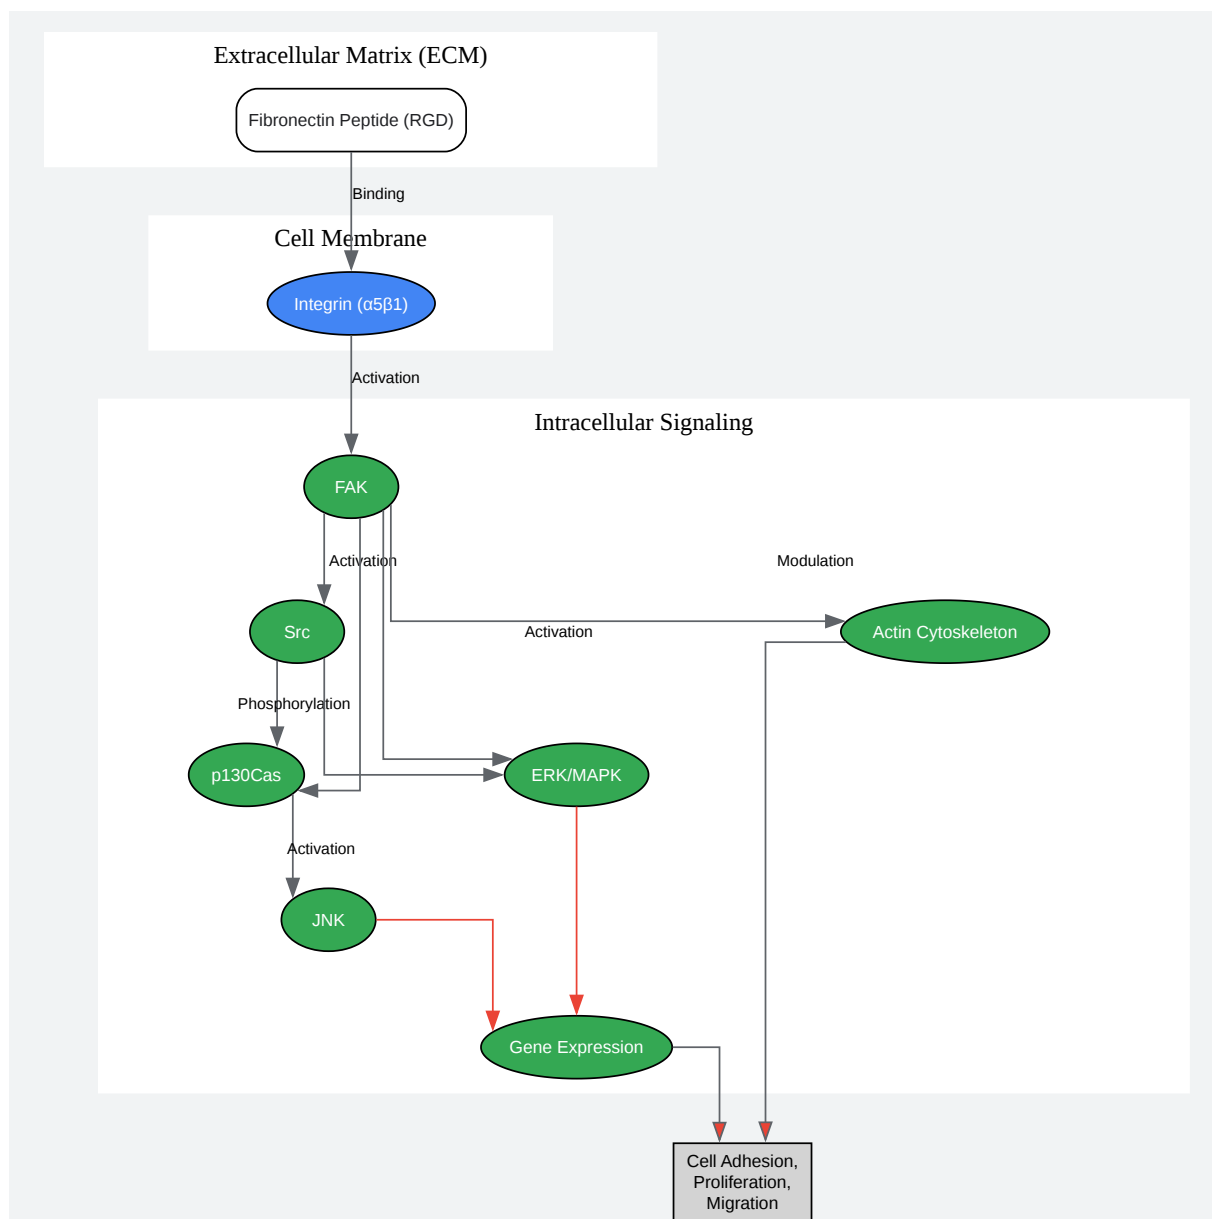 Extracellular Matrix (ECM)
Fibronectin Peptide (RGD)
Binding
Cell Membrane
Integrin (α5β1)
Activation
Intracellular Signaling
FAK
Activation
Modulation
Src
Activation
Actin Cytoskeleton
Phosphorylation
p130Cas
ERK/MAPK
Activation
JNK
Gene Expression
Cell Adhesion,
Proliferation,
Migration